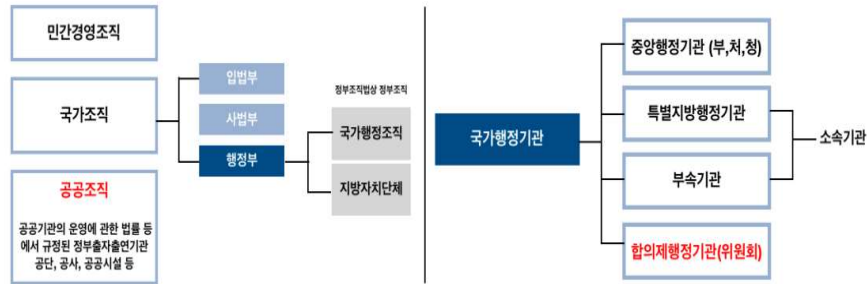 민간경영조직
국가조직
공공조직
공공기관의 운영에 관한 법률 등
에서 규정된 정부출자출연기관
공단, 공사, 공공시설 등
입법부
사법부
행정부
정부조직법상 정부조직
국가행정조직
지방자치단체
국가행정기관
중앙행정기관 (부,처,청)
특별지방행정기관
부속기관
합의제행정기관(위원회)
소속기관